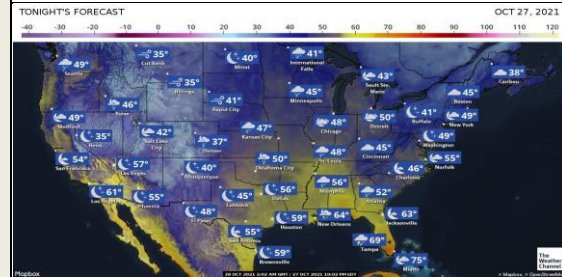 TONIGHT'S FORECAST
OCT 27, 2021
-40 -30 -20 -10 0 10 20 30 40 50 60 70 80 90 100 110 120
49°
Seattle
35°
Cut Bank
40°
Minot
41°
International
Falls
43°
Sault Ste.
Marie
38°
Caribou
35°
Billings
41°
Rapid City
45°
Minneapolis
45°
Boston
49°
Medford
46°
Boise
48°
Chicago
50°
Detroit
41°
Buffalo
49°
New York
35°
Reno
42°
Salt Lake
City
37°
Denver
47°
Kansas City
48°
St. Louis
45°
Cincinnati
49°
Washington
54°
San Francisco
57°
Las Vegas
40°
Albuquerque
50°
Oklahoma City
56°
Memphis
46°
Charlotte
55°
Norfolk
61°
Los Angeles
55°
Phoenix
48°
El Paso
45°
Lubbock
56°
Dallas
52°
Atlanta
55°
San Antonio
59°
Houston
64°
New Orleans
63°
Jacksonville
59°
Brownsville
69°
Tampa
75°
Miami
The
Weather
Channel
Mapbox
© Mapbox, © OpenStreetMap